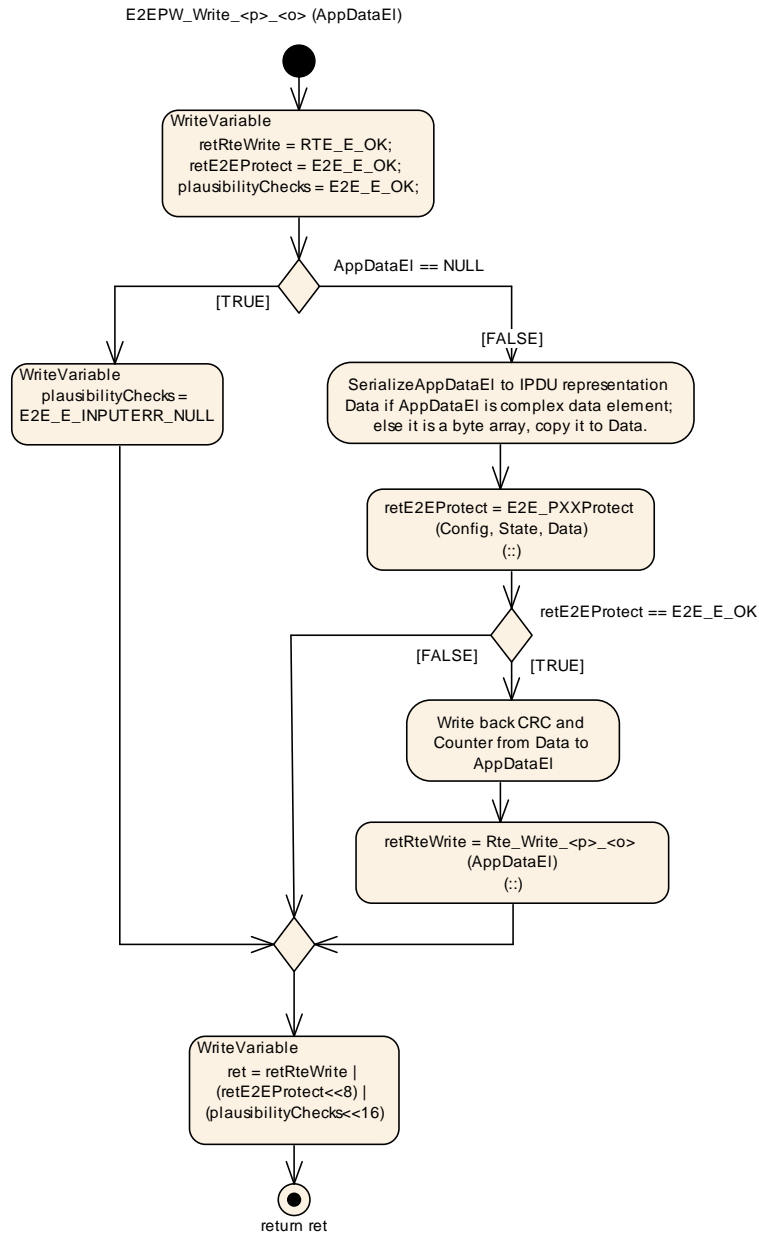 E2EPW_Write_<p>_<o> (AppDataEl)
WriteVariable
retRteWrite = RTE_E_OK;
retE2EProtect = E2E_E_OK;
plausibilityChecks = E2E_E_OK;
AppDataEl == NULL
[TRUE]
[FALSE]
WriteVariable
plausibilityChecks =
E2E_E_INPUTERR_NULL
SerializeAppDataEl to IPDU representation
Data if AppDataEl is complex data element;
else it is a byte array, copy it to Data.
retE2EProtect = E2E_PXXProtect
(Config, State, Data)
(::)
retE2EProtect == E2E_E_OK
[FALSE]
[TRUE]
Write back CRC and
Counter from Data to
AppDataEl
retRteWrite = Rte_Write_<p>_<o>
(AppDataEl)
(::)
WriteVariable
ret = retRteWrite |
(retE2EProtect<<8) |
(plausibilityChecks<<16)
return ret